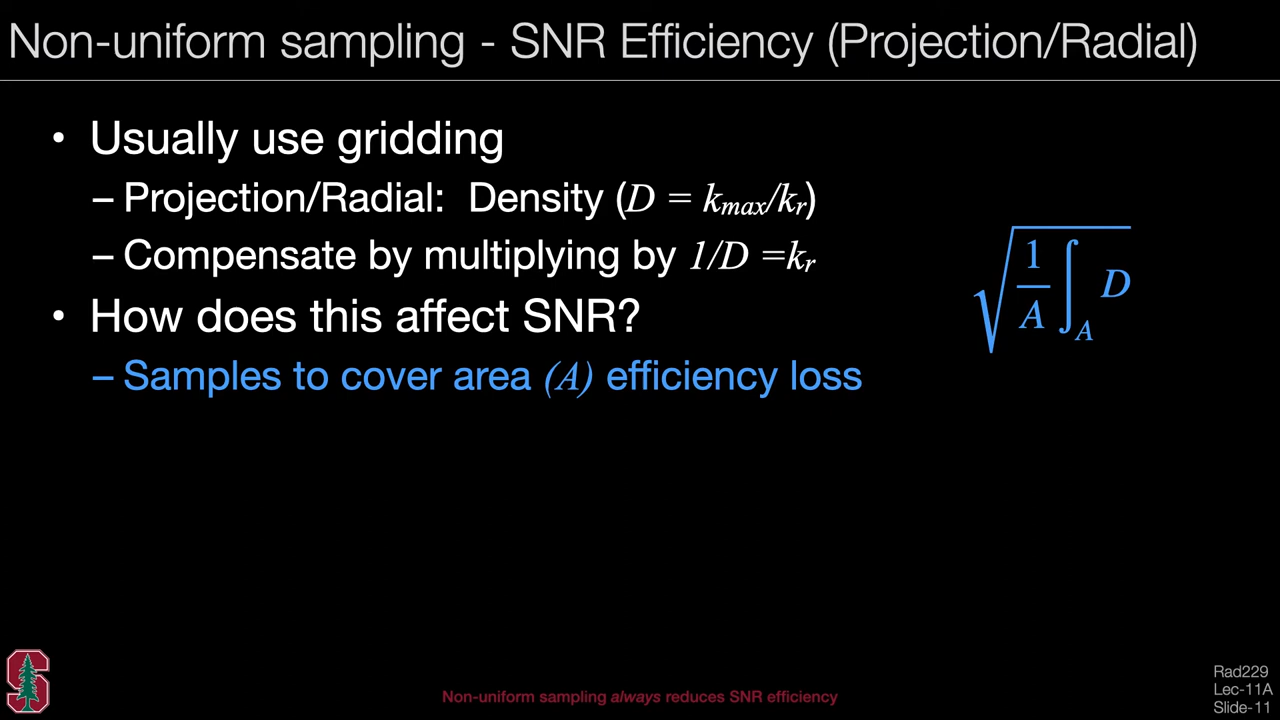 Non-uniform sampling - SNR Efficiency (Projection/Radial)
• Usually use gridding
– Projection/Radial: Density (D = kmax/kr)
– Compensate by multiplying by 1/D =kr
• How does this affect SNR?
– Samples to cover area (A) efficiency loss
√(1/A ∫A D)
S
Non-uniform sampling always reduces SNR efficiency
Rad229
Lec-11A
Slide-11